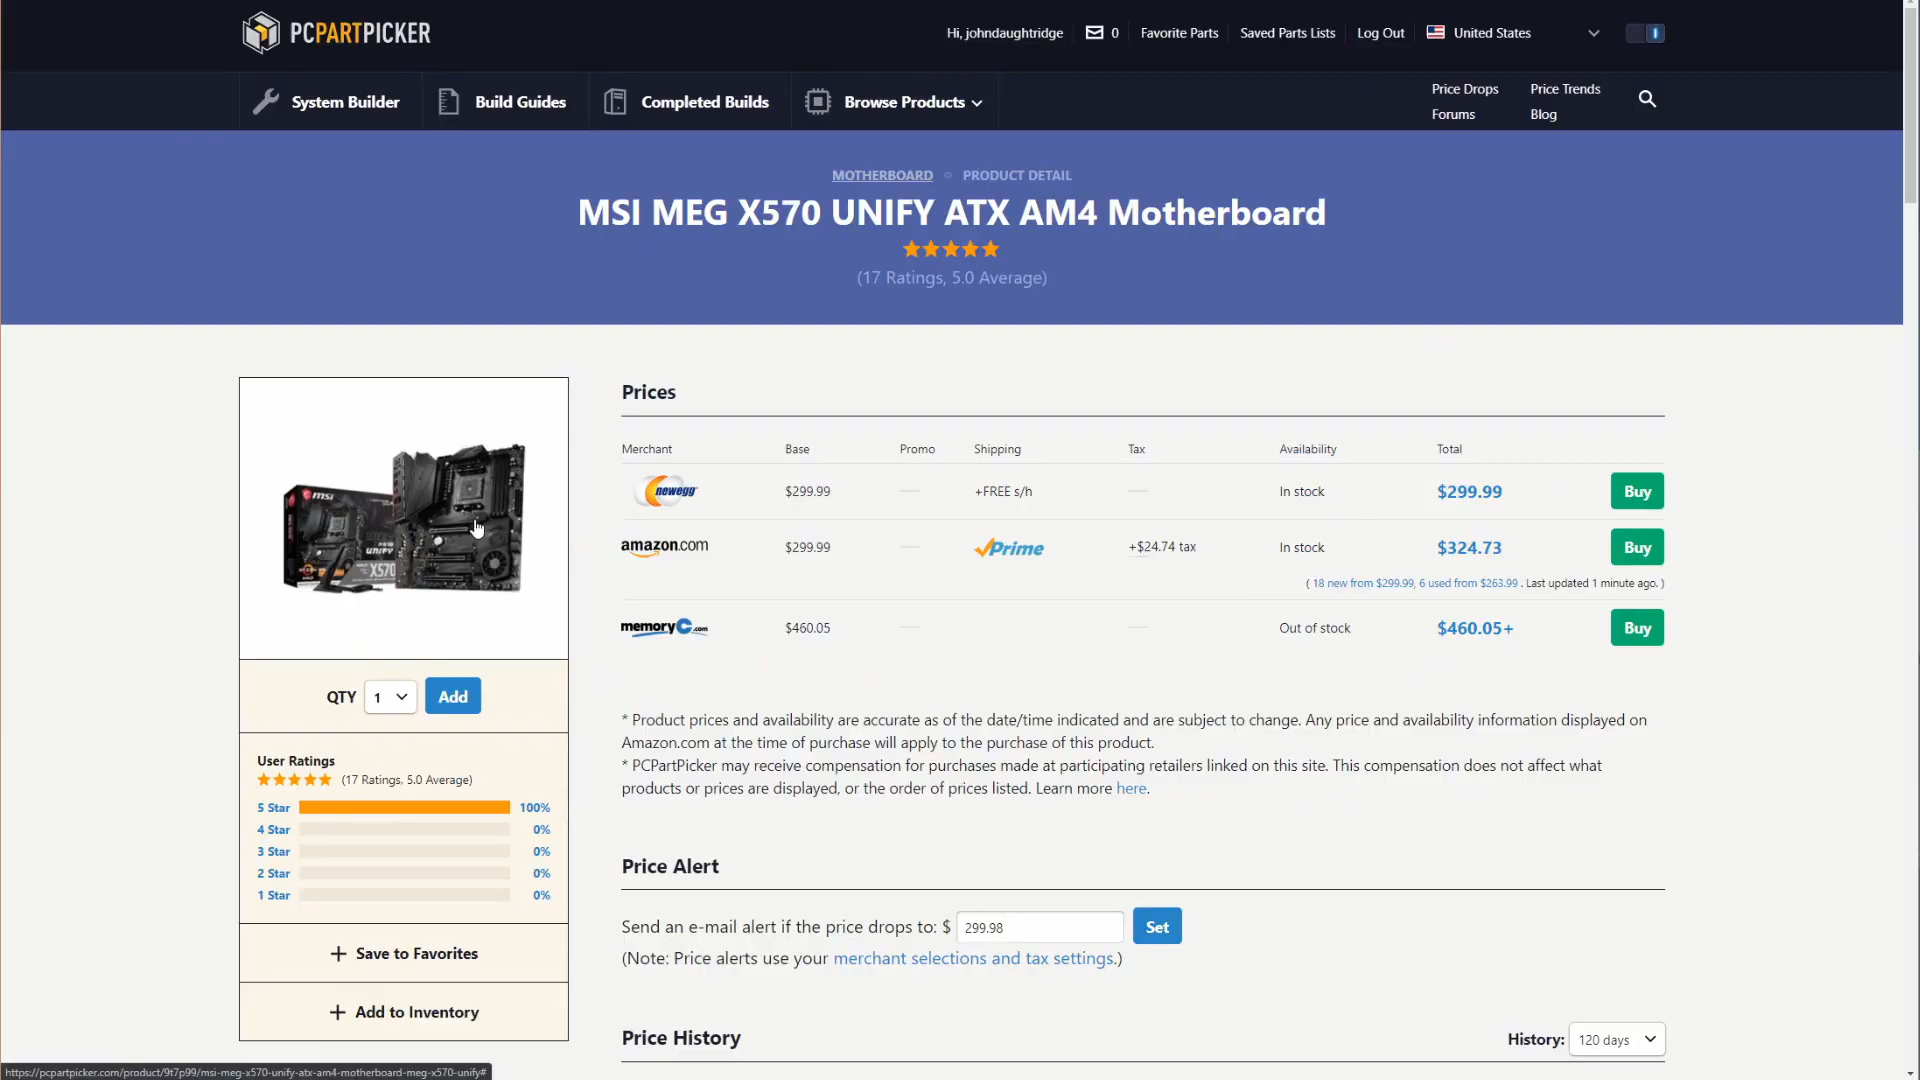 PCPARTPICKER
Hi, johndaughtridge 0 Favorite Parts Saved Parts Lists Log Out United States
System Builder Build Guides Completed Builds Browse Products
Price Drops Price Trends
Forums Blog
MOTHERBOARD PRODUCT DETAIL
MSI MEG X570 UNIFY ATX AM4 Motherboard
(17 Ratings, 5.0 Average)
msi
UNIFY
X570
QTY 1 Add
User Ratings
(17 Ratings, 5.0 Average)
5 Star 100%
4 Star 0%
3 Star 0%
2 Star 0%
1 Star 0%
+ Save to Favorites
+ Add to Inventory
Prices
Merchant Base Promo Shipping Tax Availability Total
newegg $299.99 — +FREE s/h — In stock $299.99 Buy
amazon.com $299.99 — Prime +$24.74 tax In stock $324.73 Buy
( 18 new from $299.99, 6 used from $263.99 . Last updated 1 minute ago. )
memoryC.com $460.05 — — Out of stock $460.05+ Buy
* Product prices and availability are accurate as of the date/time indicated and are subject to change. Any price and availability information displayed on
Amazon.com at the time of purchase will apply to the purchase of this product.
* PCPartPicker may receive compensation for purchases made at participating retailers linked on this site. This compensation does not affect what
products or prices are displayed, or the order of prices listed. Learn more here.
Price Alert
Send an e-mail alert if the price drops to: $ 299.98 Set
(Note: Price alerts use your merchant selections and tax settings.)
Price History History: 120 days
https://pcpartpicker.com/product/9t7p99/msi-meg-x570-unify-atx-am4-motherboard-meg-x570-unify#